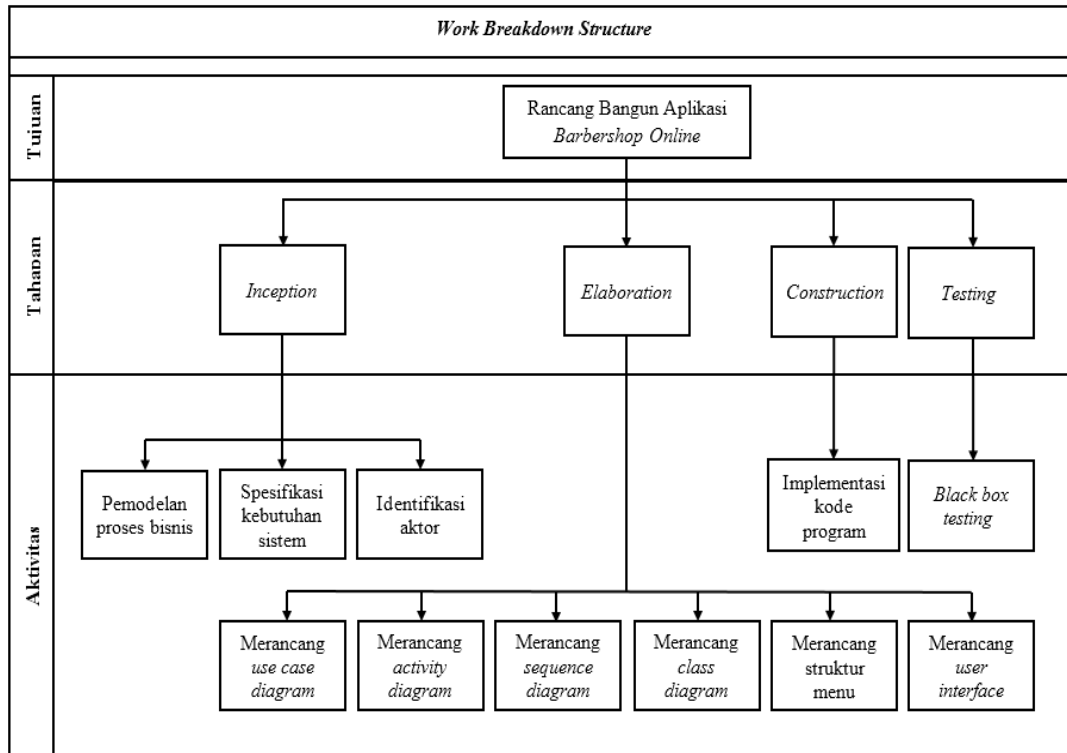 Work Breakdown Structure
Tujuan
Rancang Bangun Aplikasi
Barbershop Online
Tahapan
Inception
Elaboration
Construction
Testing
Aktivitas
Pemodelan
proses bisnis
Spesifikasi
kebutuhan
sistem
Identifikasi
aktor
Implementasi
kode
program
Black box
testing
Merancang
use case
diagram
Merancang
activity
diagram
Merancang
sequence
diagram
Merancang
class
diagram
Merancang
struktur
menu
Merancang
user
interface